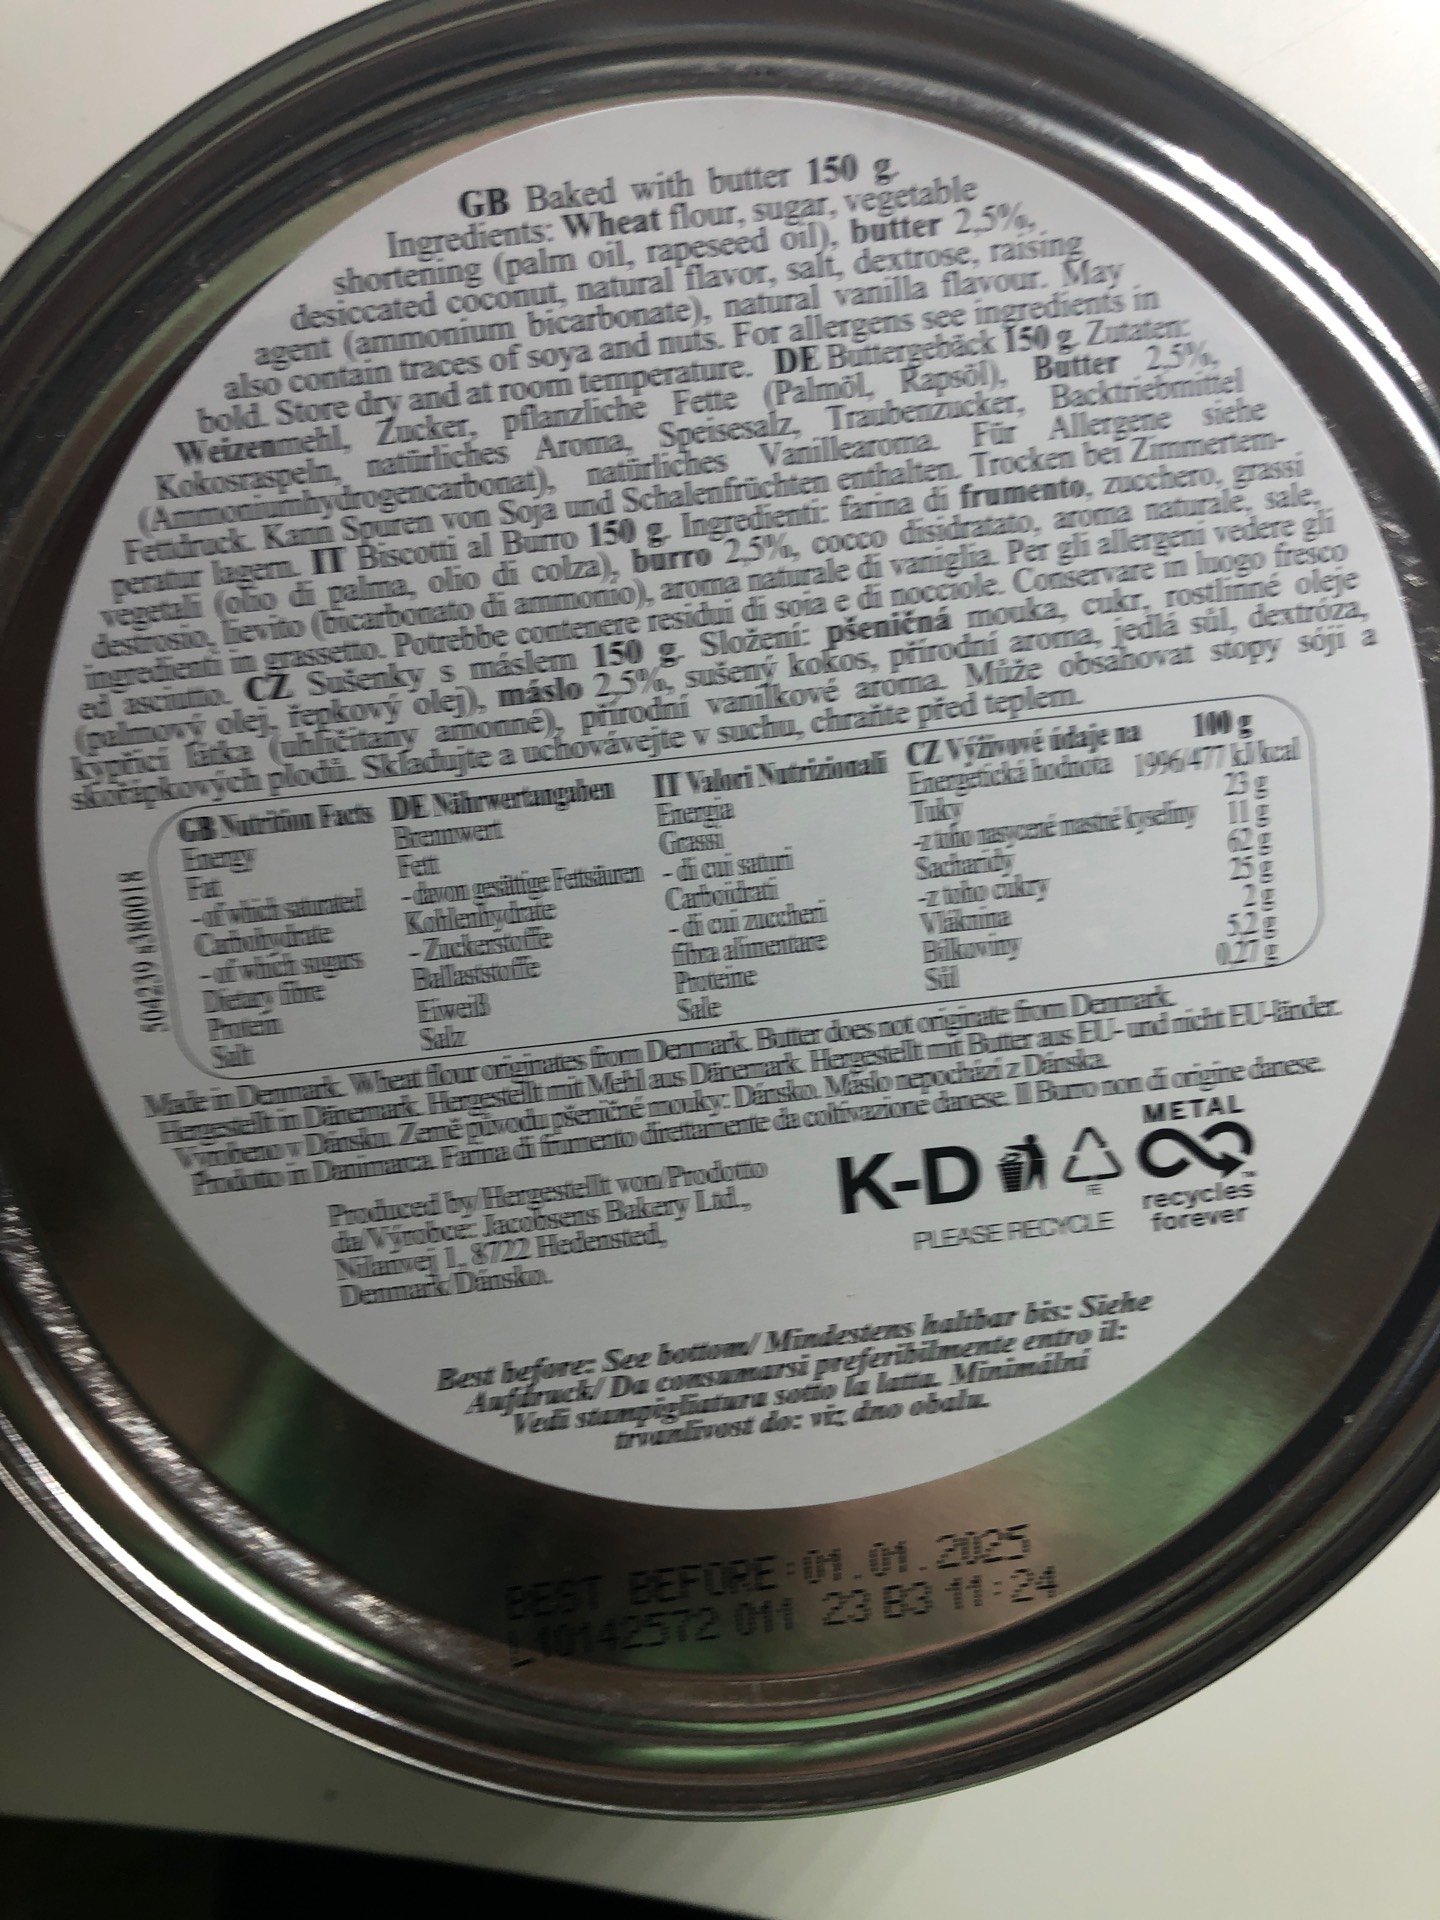 GB Baked with butter 150 g.
Ingredients: Wheat flour, sugar, vegetable
shortening (palm oil, rapeseed oil), butter 2,5%,
desiccated coconut, natural flavor, salt, dextrose, raising
agent (ammonium bicarbonate), natural vanilla flavour. May
also contain traces of soya and nuts. For allergens see ingredients in
bold. Store dry and at room temperature. DE Buttergebäck 150 g. Zutaten:
Weizenmehl, Zucker, pflanzliche Fette (Palmöl, Rapsöl), Butter 2,5%,
Kokosraspeln, natürliches Aroma, Speisesalz, Traubenzucker, Backtriebmittel
(Ammoniumhydrogencarbonat), natürliches Vanillearoma. Für Allergene siehe
Fettdruck. Kann Spuren von Soja und Schalenfrüchten enthalten. Trocken bei Zimmertem-
peratur lagern. IT Biscotti al Burro 150 g. Ingredienti: farina di frumento, zucchero, grassi
vegetali (olio di palma, olio di colza), burro 2,5%, cocco disidratato, aroma naturale, sale,
destrosio, lievito (bicarbonato di ammonio), aroma naturale di vaniglia. Per gli allergeni vedere gli
ingredienti in grassetto. Potrebbe contenere residui di soia e di nocciole. Conservare in luogo fresco
ed asciutto. CZ Sušenky s máslem 150 g. Složení: pšeničná mouka, cukr, rostlinné oleje
(palmový olej, řepkový olej), máslo 2,5%, sušený kokos, přírodní aroma, jedlá sůl, dextróza,
kypřicí látka (uhličitany amonné), přírodní vanilkové aroma. Může obsahovat stopy sóji a
skořápkových plodů. Skladujte a uchovávejte v suchu, chraňte před teplem.
GB Nutrition Facts DE Nährwertangaben IT Valori Nutrizionali CZ Výživové údaje na 100 g
Energy Brennwert Energia Energetická hodnota 1996/477 kJ/kcal
Fat Fett Grassi Tuky 23 g
- of which saturated - davon gesättige Fettsäuren - di cui saturi -z toho nasycené mastné kyseliny 11 g
Carbohydrate Kohlenhydrate Carboidrati Sacharidy 62 g
- of which sugars - Zuckerstoffe - di cui zuccheri -z toho cukry 25 g
Dietary fibre Ballaststoffe fibra alimentare Vláknina 2 g
Protein Eiweiß Proteine Bílkoviny 5,2 g
Salt Salz Sale Sůl 0,27 g
504239 a380018
Made in Denmark. Wheat flour originates from Denmark. Butter does not originate from Denmark.
Hergestellt in Dänemark. Hergestellt mit Mehl aus Dänemark. Hergestellt mit Butter aus EU- und nicht EU-länder.
Vyrobeno v Dánsku. Země původu pšeničné mouky: Dánsko. Máslo nepochází z Dánska.
Prodotto in Danimarca. Farina di frumento direttamente da coltivazione danese. Il Burro non di origine danese.
Produced by/Hergestellt von/Prodotto
da/Výrobce: Jacobsens Bakery Ltd.,
Nilanvej 1, 8722 Hedensted,
Denmark/Dánsko.
K-D
FE
PLEASE RECYCLE
METAL
recycles
forever
Best before: See bottom/ Mindestens haltbar bis: Siehe
Aufdruck/ Da consumarsi preferibilmente entro il:
Vedi stampigliatura sotto la latta. Minimální
trvanlivost do: viz dno obalu.
BEST BEFORE:01.01.2025
L10142572 011 23 B3 11:24